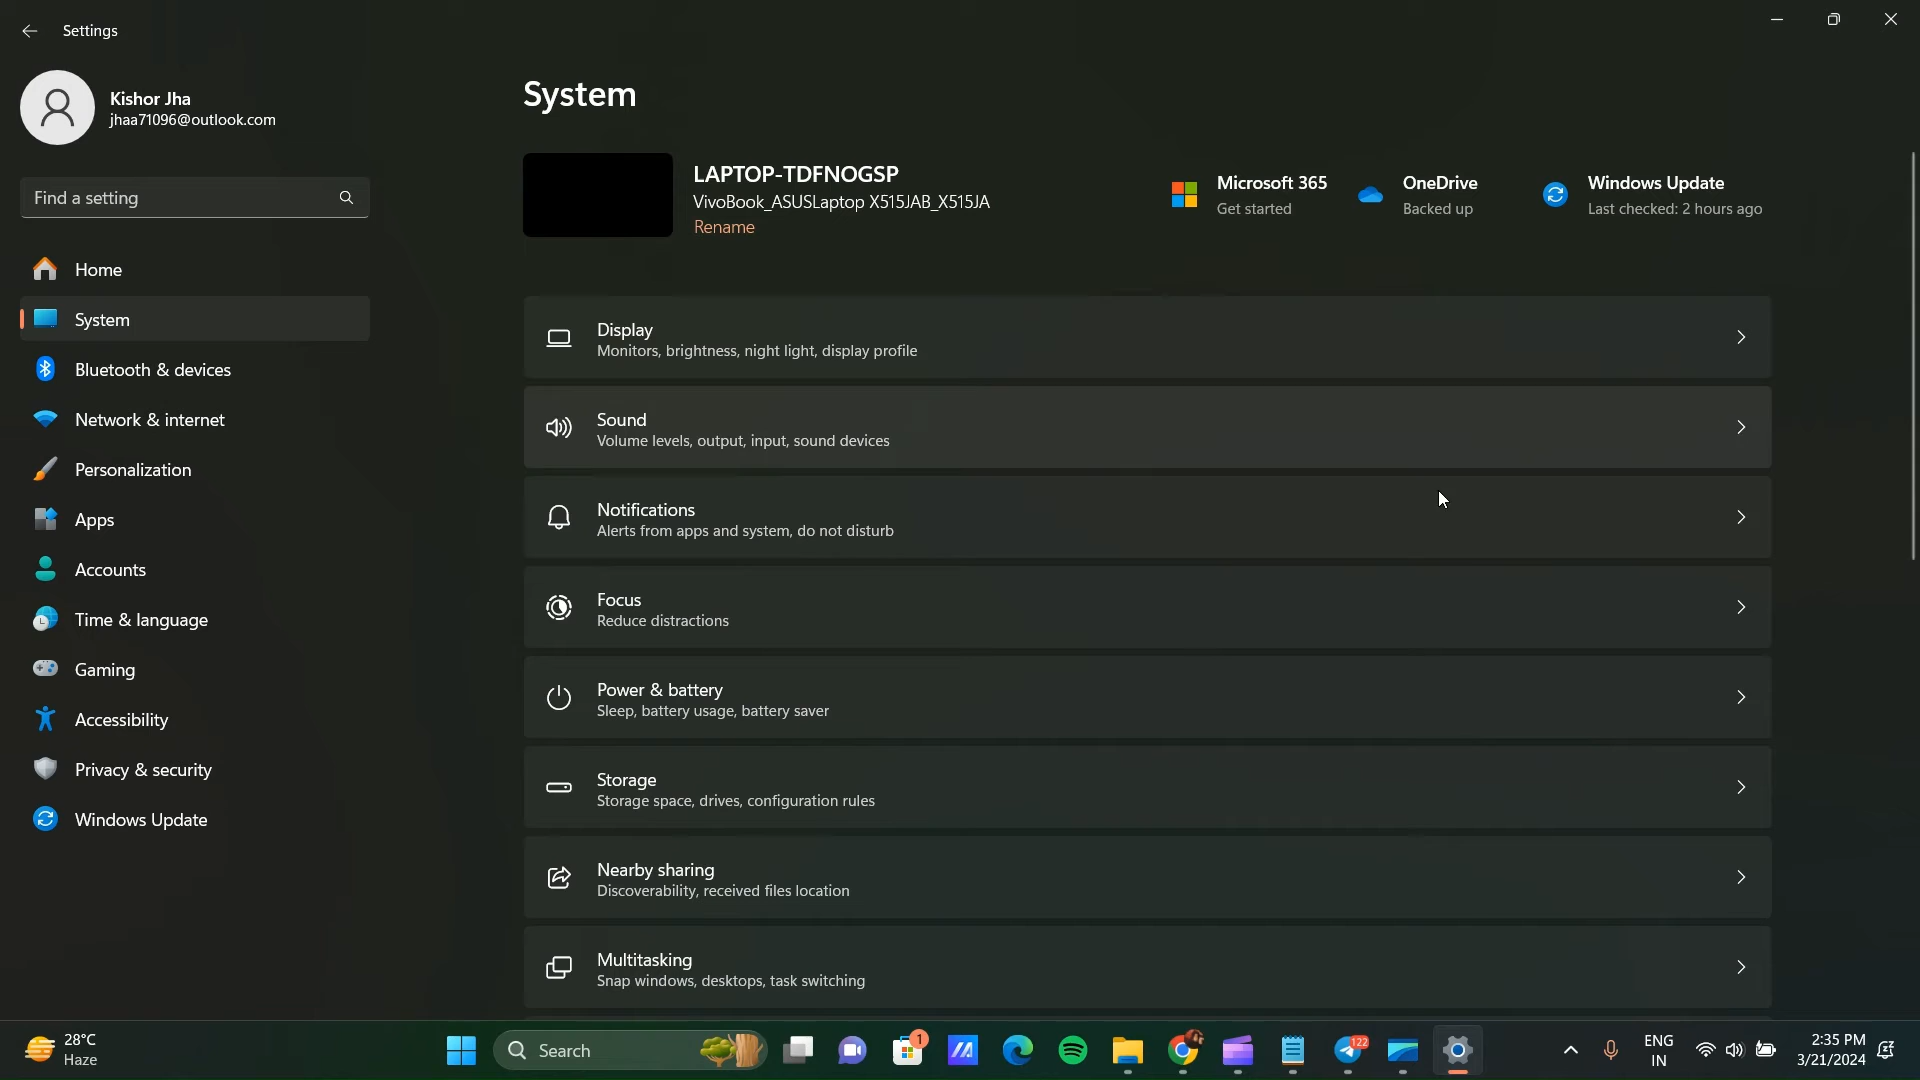 Settings
Kishor Jha
jhaa71096@outlook.com
Find a setting
Home
System
Bluetooth & devices
Network & internet
Personalization
Apps
Accounts
Time & language
Gaming
Accessibility
Privacy & security
Windows Update
System
LAPTOP-TDFNOGSP
VivoBook_ASUSLaptop X515JAB_X515JA
Rename
Microsoft 365
Get started
OneDrive
Backed up
Windows Update
Last checked: 2 hours ago
Display
Monitors, brightness, night light, display profile
Sound
Volume levels, output, input, sound devices
Notifications
Alerts from apps and system, do not disturb
Focus
Reduce distractions
Power & battery
Sleep, battery usage, battery saver
Storage
Storage space, drives, configuration rules
Nearby sharing
Discoverability, received files location
Multitasking
Snap windows, desktops, task switching
28°C
Haze
Search
1
122
ENG
IN
2:35 PM
3/21/2024